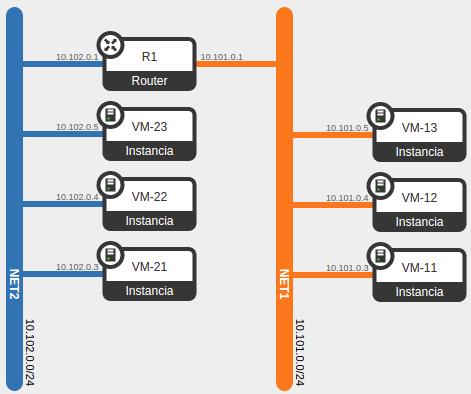 10.102.0.1
R1
10.101.0.1
Router
10.102.0.5
VM-23
Instancia
10.101.0.5
VM-13
Instancia
10.102.0.4
VM-22
Instancia
10.101.0.4
VM-12
Instancia
10.102.0.3
VM-21
Instancia
10.101.0.3
VM-11
Instancia
NET2
10.102.0.0/24
NET1
10.101.0.0/24